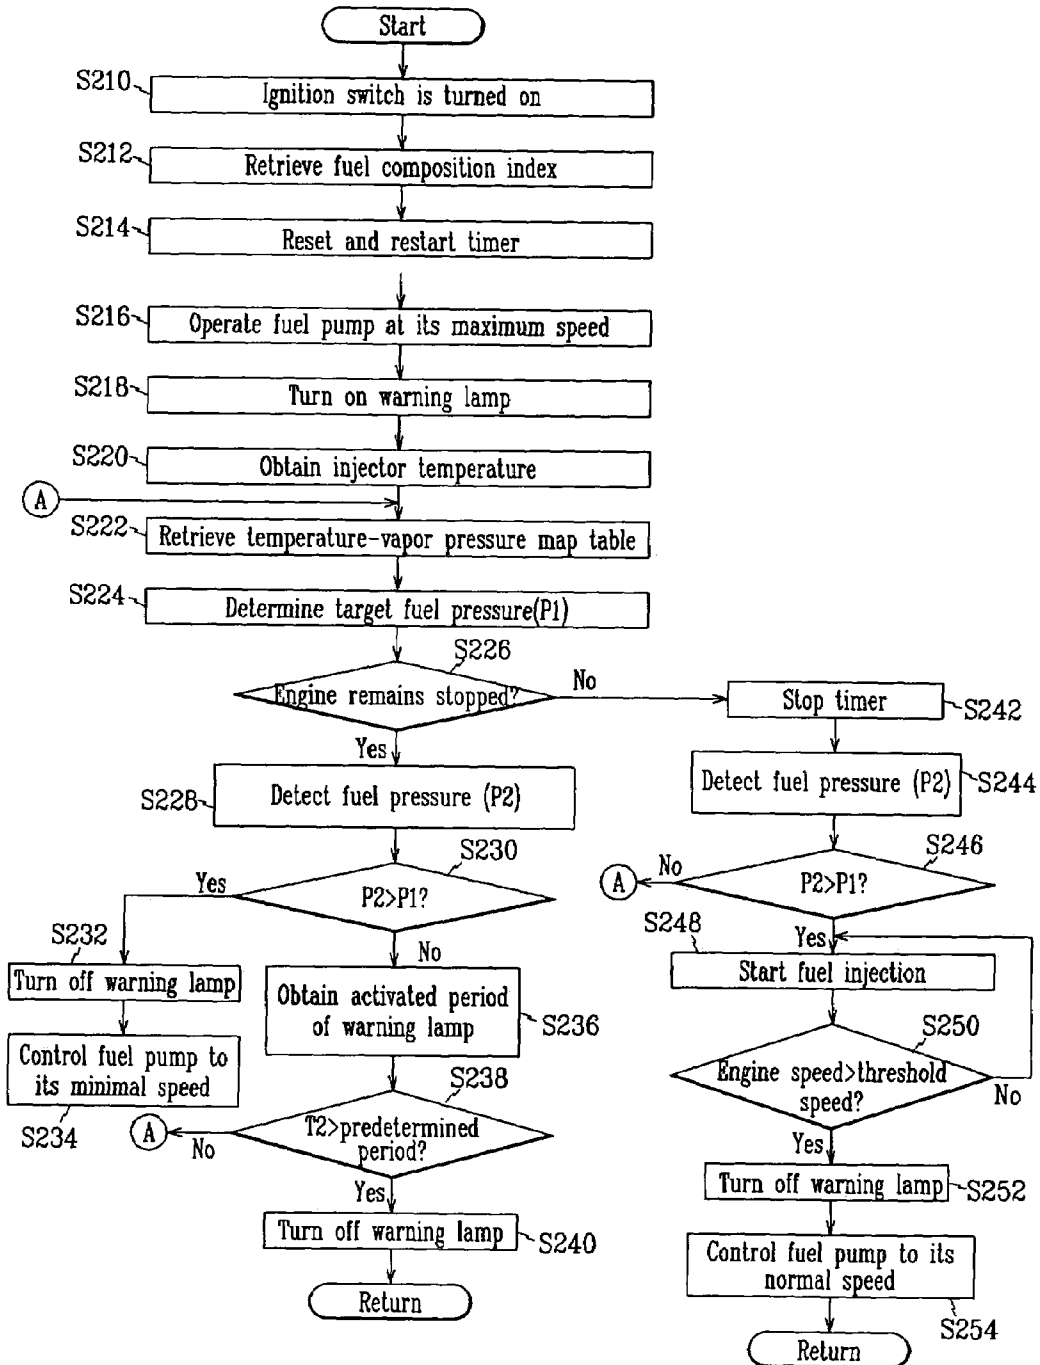 Start
S210
Ignition switch is turned on
S212
Retrieve fuel composition index
S214
Reset and restart timer
S216
Operate fuel pump at its maximum speed
S218
Turn on warning lamp
S220
Obtain injector temperature
A
S222
Retrieve temperature-vapor pressure map table
S224
Determine target fuel pressure(P1)
S226
Engine remains stopped?
No
Stop timer
S242
Yes
S228
Detect fuel pressure (P2)
Detect fuel pressure (P2)
S244
S230
P2>P1?
Yes
S246
P2>P1?
No
A
S232
Turn off warning lamp
No
Obtain activated period
of warning lamp
S236
S248
Yes
Start fuel injection
Control fuel pump to
its minimal speed
S234
S238
T2>predetermined
period?
No
A
S250
Engine speed>threshold
speed?
No
Yes
Turn off warning lamp
S240
Return
Yes
Turn off warning lamp
S252
Control fuel pump to its
normal speed
S254
Return